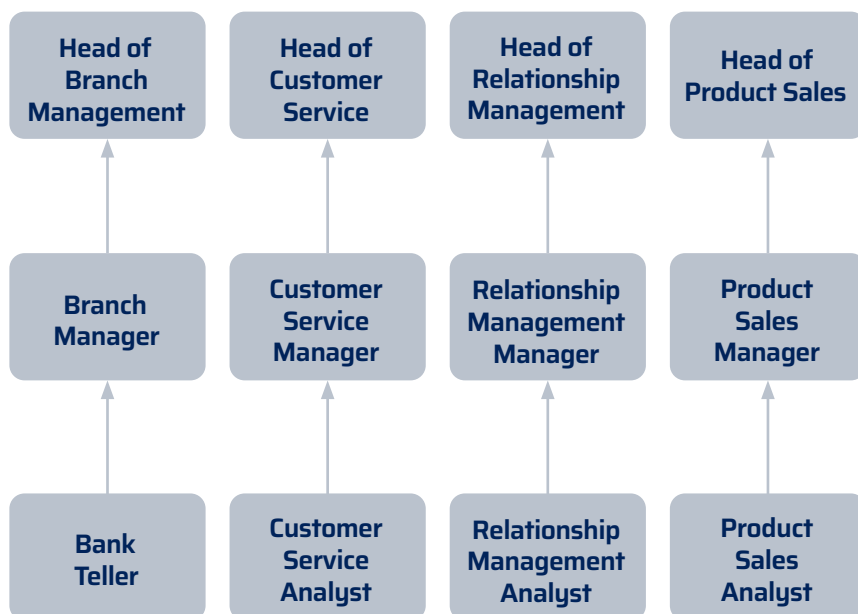 Head of
Branch
Management
Head of
Customer
Service
Head of
Relationship
Management
Head of
Product Sales
Branch
Manager
Customer
Service
Manager
Relationship
Management
Manager
Product
Sales
Manager
Bank
Teller
Customer
Service
Analyst
Relationship
Management
Analyst
Product
Sales
Analyst